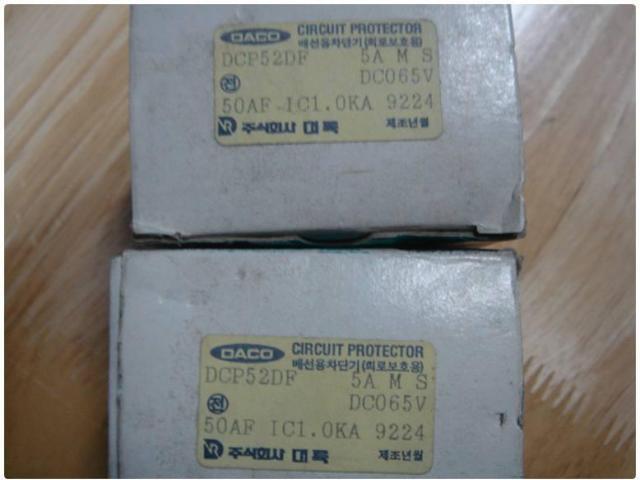 DACO CIRCUIT PROTECTOR
배선용차단기(회로보호용)
DCP52DF 5A M S
전 DC065V
50AF IC1.0KA 9224
주식회사 대륙 제조년월
DACO CIRCUIT PROTECTOR
배선용차단기(회로보호용)
DCP52DF 5A M S
전 DC065V
50AF IC1.0KA 9224
주식회사 대륙 제조년월